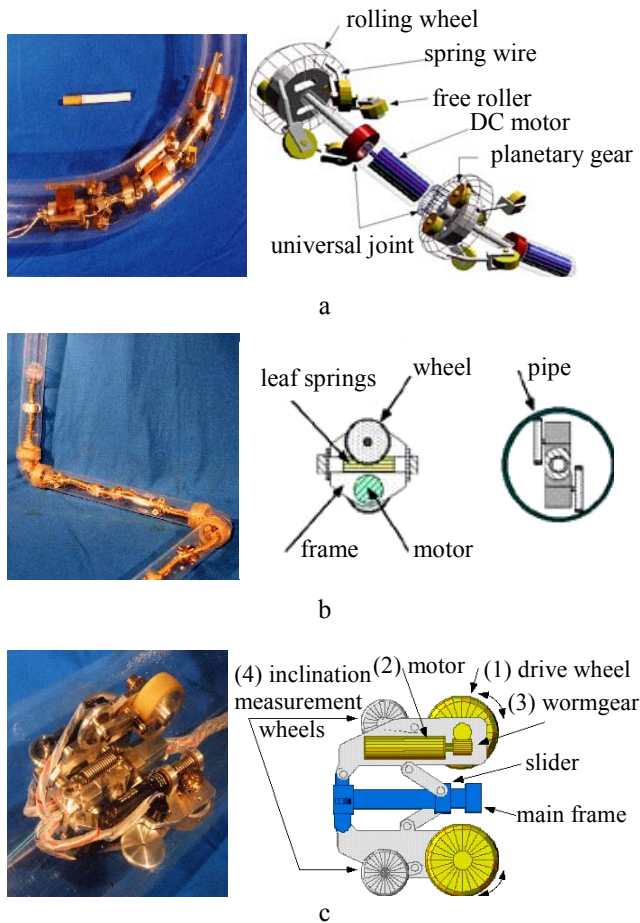 rolling wheel
spring wire
free roller
DC motor
planetary gear
universal joint
a
leaf springs
wheel
pipe
frame
motor
b
(4) inclination
measurement
wheels
(2) motor
(1) drive wheel
(3) wormgear
slider
main frame
c